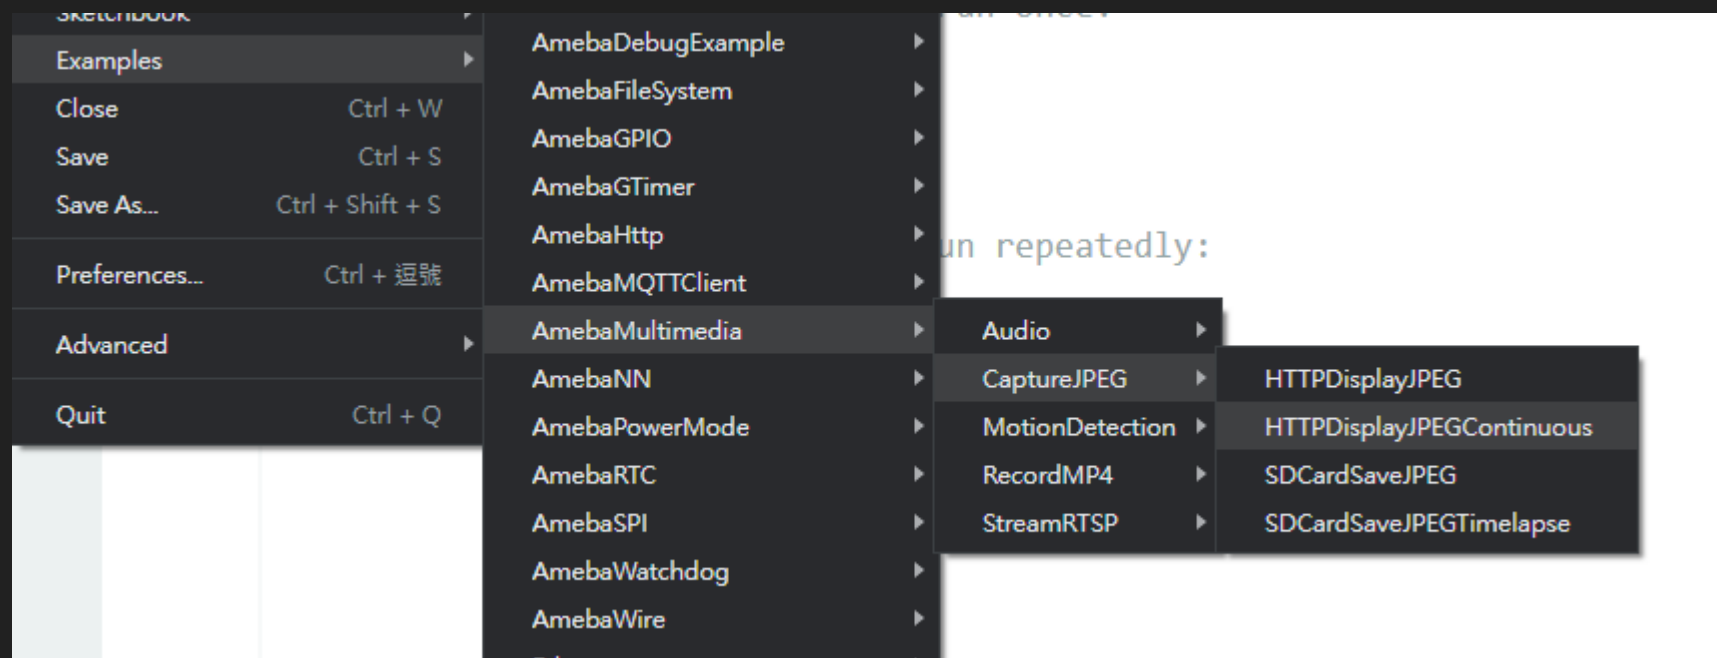 Sketchbook
Examples
Close Ctrl + W
Save Ctrl + S
Save As... Ctrl + Shift + S
Preferences... Ctrl + 逗號
Advanced
Quit Ctrl + Q
AmebaDebugExample
AmebaFileSystem
AmebaGPIO
AmebaGTimer
AmebaHttp
AmebaMQTTClient
AmebaMultimedia
AmebaNN
AmebaPowerMode
AmebaRTC
AmebaSPI
AmebaWatchdog
AmebaWire
Audio
CaptureJPEG
MotionDetection
RecordMP4
StreamRTSP
HTTPDisplayJPEG
HTTPDisplayJPEGContinuous
SDCardSaveJPEG
SDCardSaveJPEGTimelapse
once:
un repeatedly: